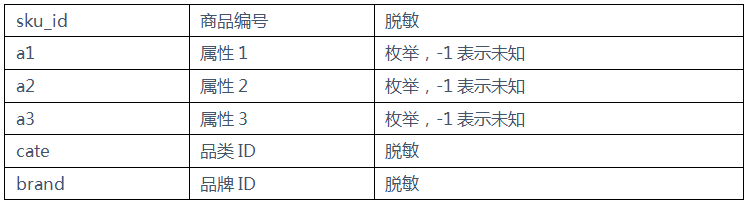 sku_id 商品编号 脱敏
a1 属性 1 枚举，-1 表示未知
a2 属性 2 枚举，-1 表示未知
a3 属性 3 枚举，-1 表示未知
cate 品类 ID 脱敏
brand 品牌 ID 脱敏